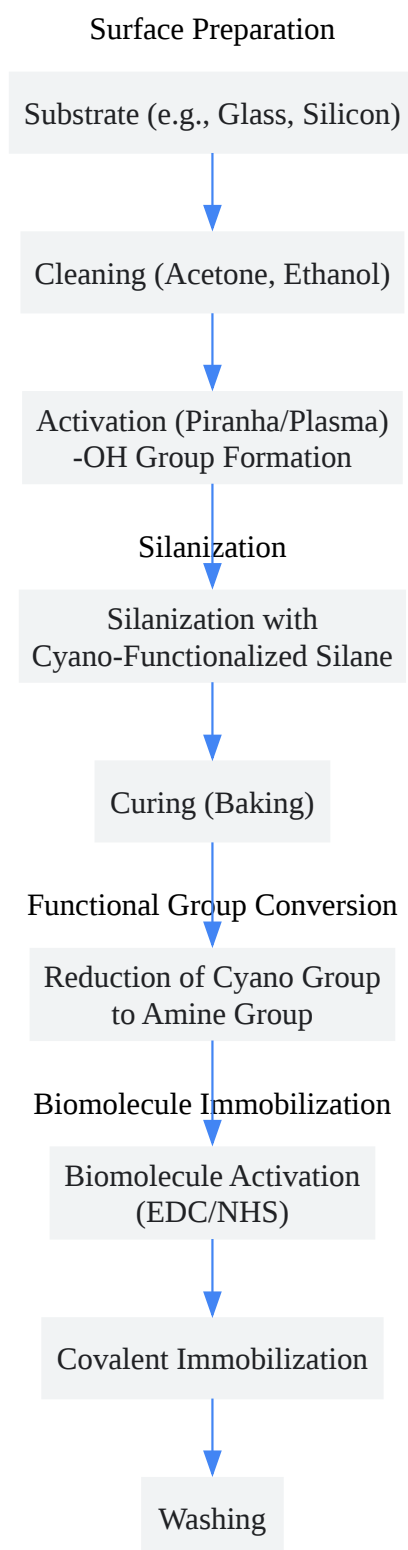 Surface Preparation
Substrate (e.g., Glass, Silicon)
Cleaning (Acetone, Ethanol)
Activation (Piranha/Plasma)
-OH Group Formation
Silanization
Silanization with
Cyano-Functionalized Silane
Curing (Baking)
Functional Group Conversion
Reduction of Cyano Group
to Amine Group
Biomolecule Immobilization
Biomolecule Activation
(EDC/NHS)
Covalent Immobilization
Washing